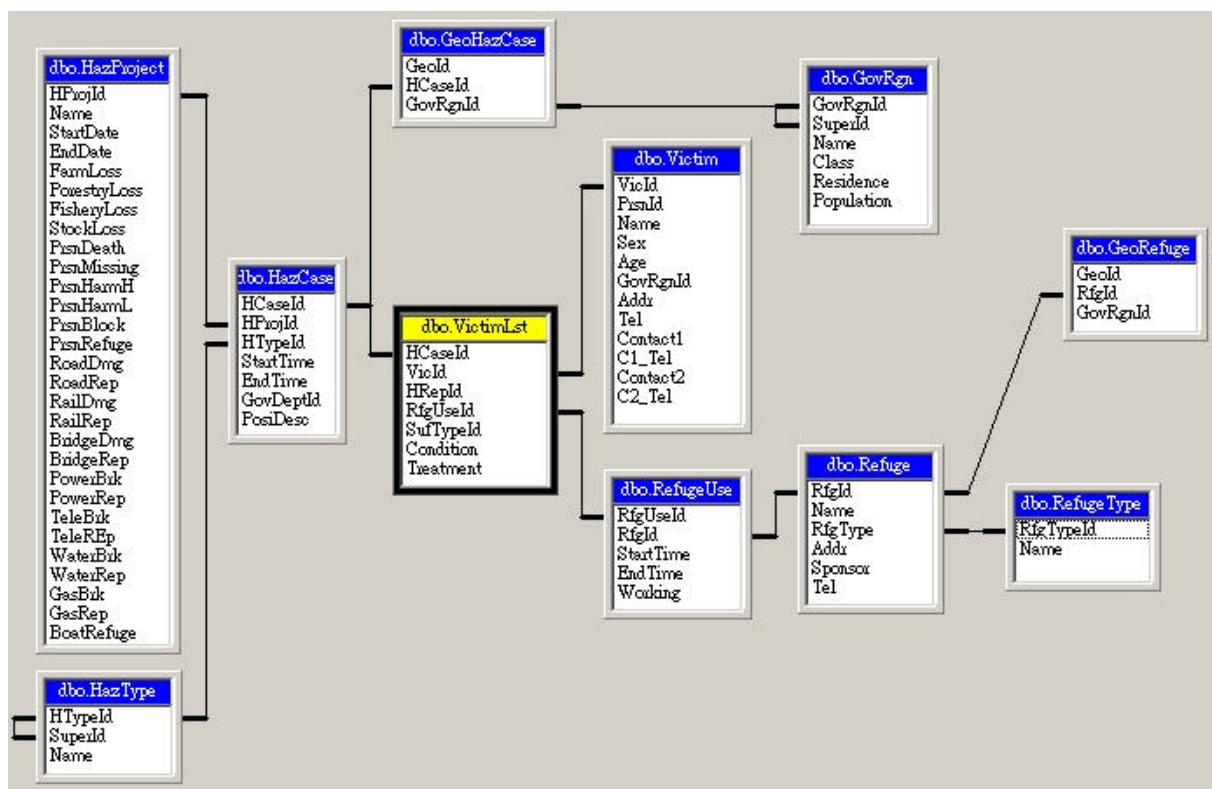 dbo.HazProject
HProjId
Name
StartDate
EndDate
FarmLoss
ForestryLoss
FisheryLoss
StockLoss
PrsnDeath
PrsnMissing
PrsnHarmH
PrsnHarmL
PrsnBlock
PrsnRefuge
RoadDmg
RoadRep
RailDmg
RailRep
BridgeDmg
BridgeRep
PowerBrk
PowerRep
TeleBrk
TeleREp
WaterBrk
WaterRep
GasBrk
GasRep
BoatRefuge
dbo.HazType
HTypeId
SuperId
Name
dbo.HazCase
HCaseId
HProjId
HTypeId
StartTime
EndTime
GovDeptId
PosiDesc
dbo.GeoHazCase
GeoId
HCaseId
GovRgnId
dbo.VictimLst
HCaseId
VicId
HRepId
RfgUseId
SufTypeId
Condition
Treatment
dbo.Victim
VicId
PrsnId
Name
Sex
Age
GovRgnId
Addr
Tel
Contact1
C1_Tel
Contact2
C2_Tel
dbo.RefugeUse
RfgUseId
RfgId
StartTime
EndTime
Working
dbo.GovRgn
GovRgnId
SuperId
Name
Class
Residence
Population
dbo.Refuge
RfgId
Name
RfgType
Addr
Sponsor
Tel
dbo.GeoRefuge
GeoId
RfgId
GovRgnId
dbo.RefugeType
RfgTypeId
Name